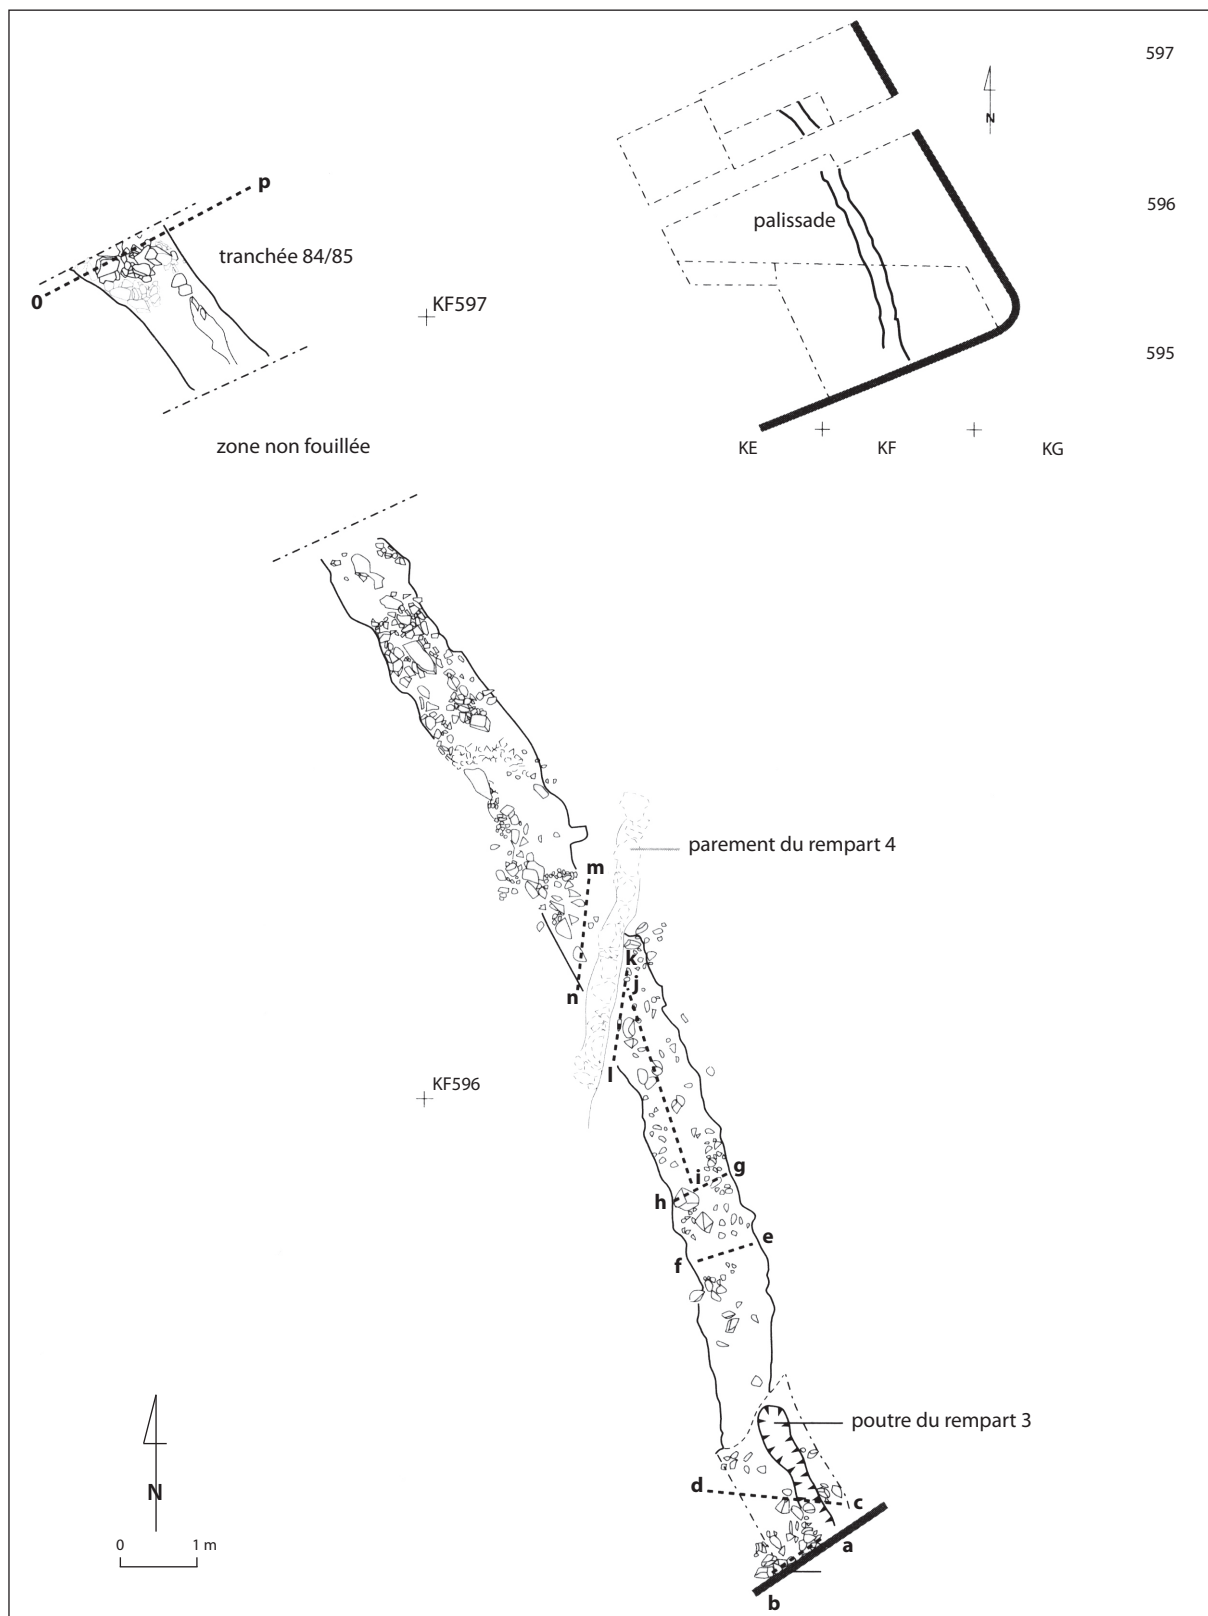 597
N
p
596
palissade
tranchée 84/85
0
KF597
595
zone non fouillée
KE
KF
KG
parement du rempart 4
m
k
j
n
l
KF596
g
i
h
e
f
poutre du rempart 3
d
c
N
a
0
1 m
b